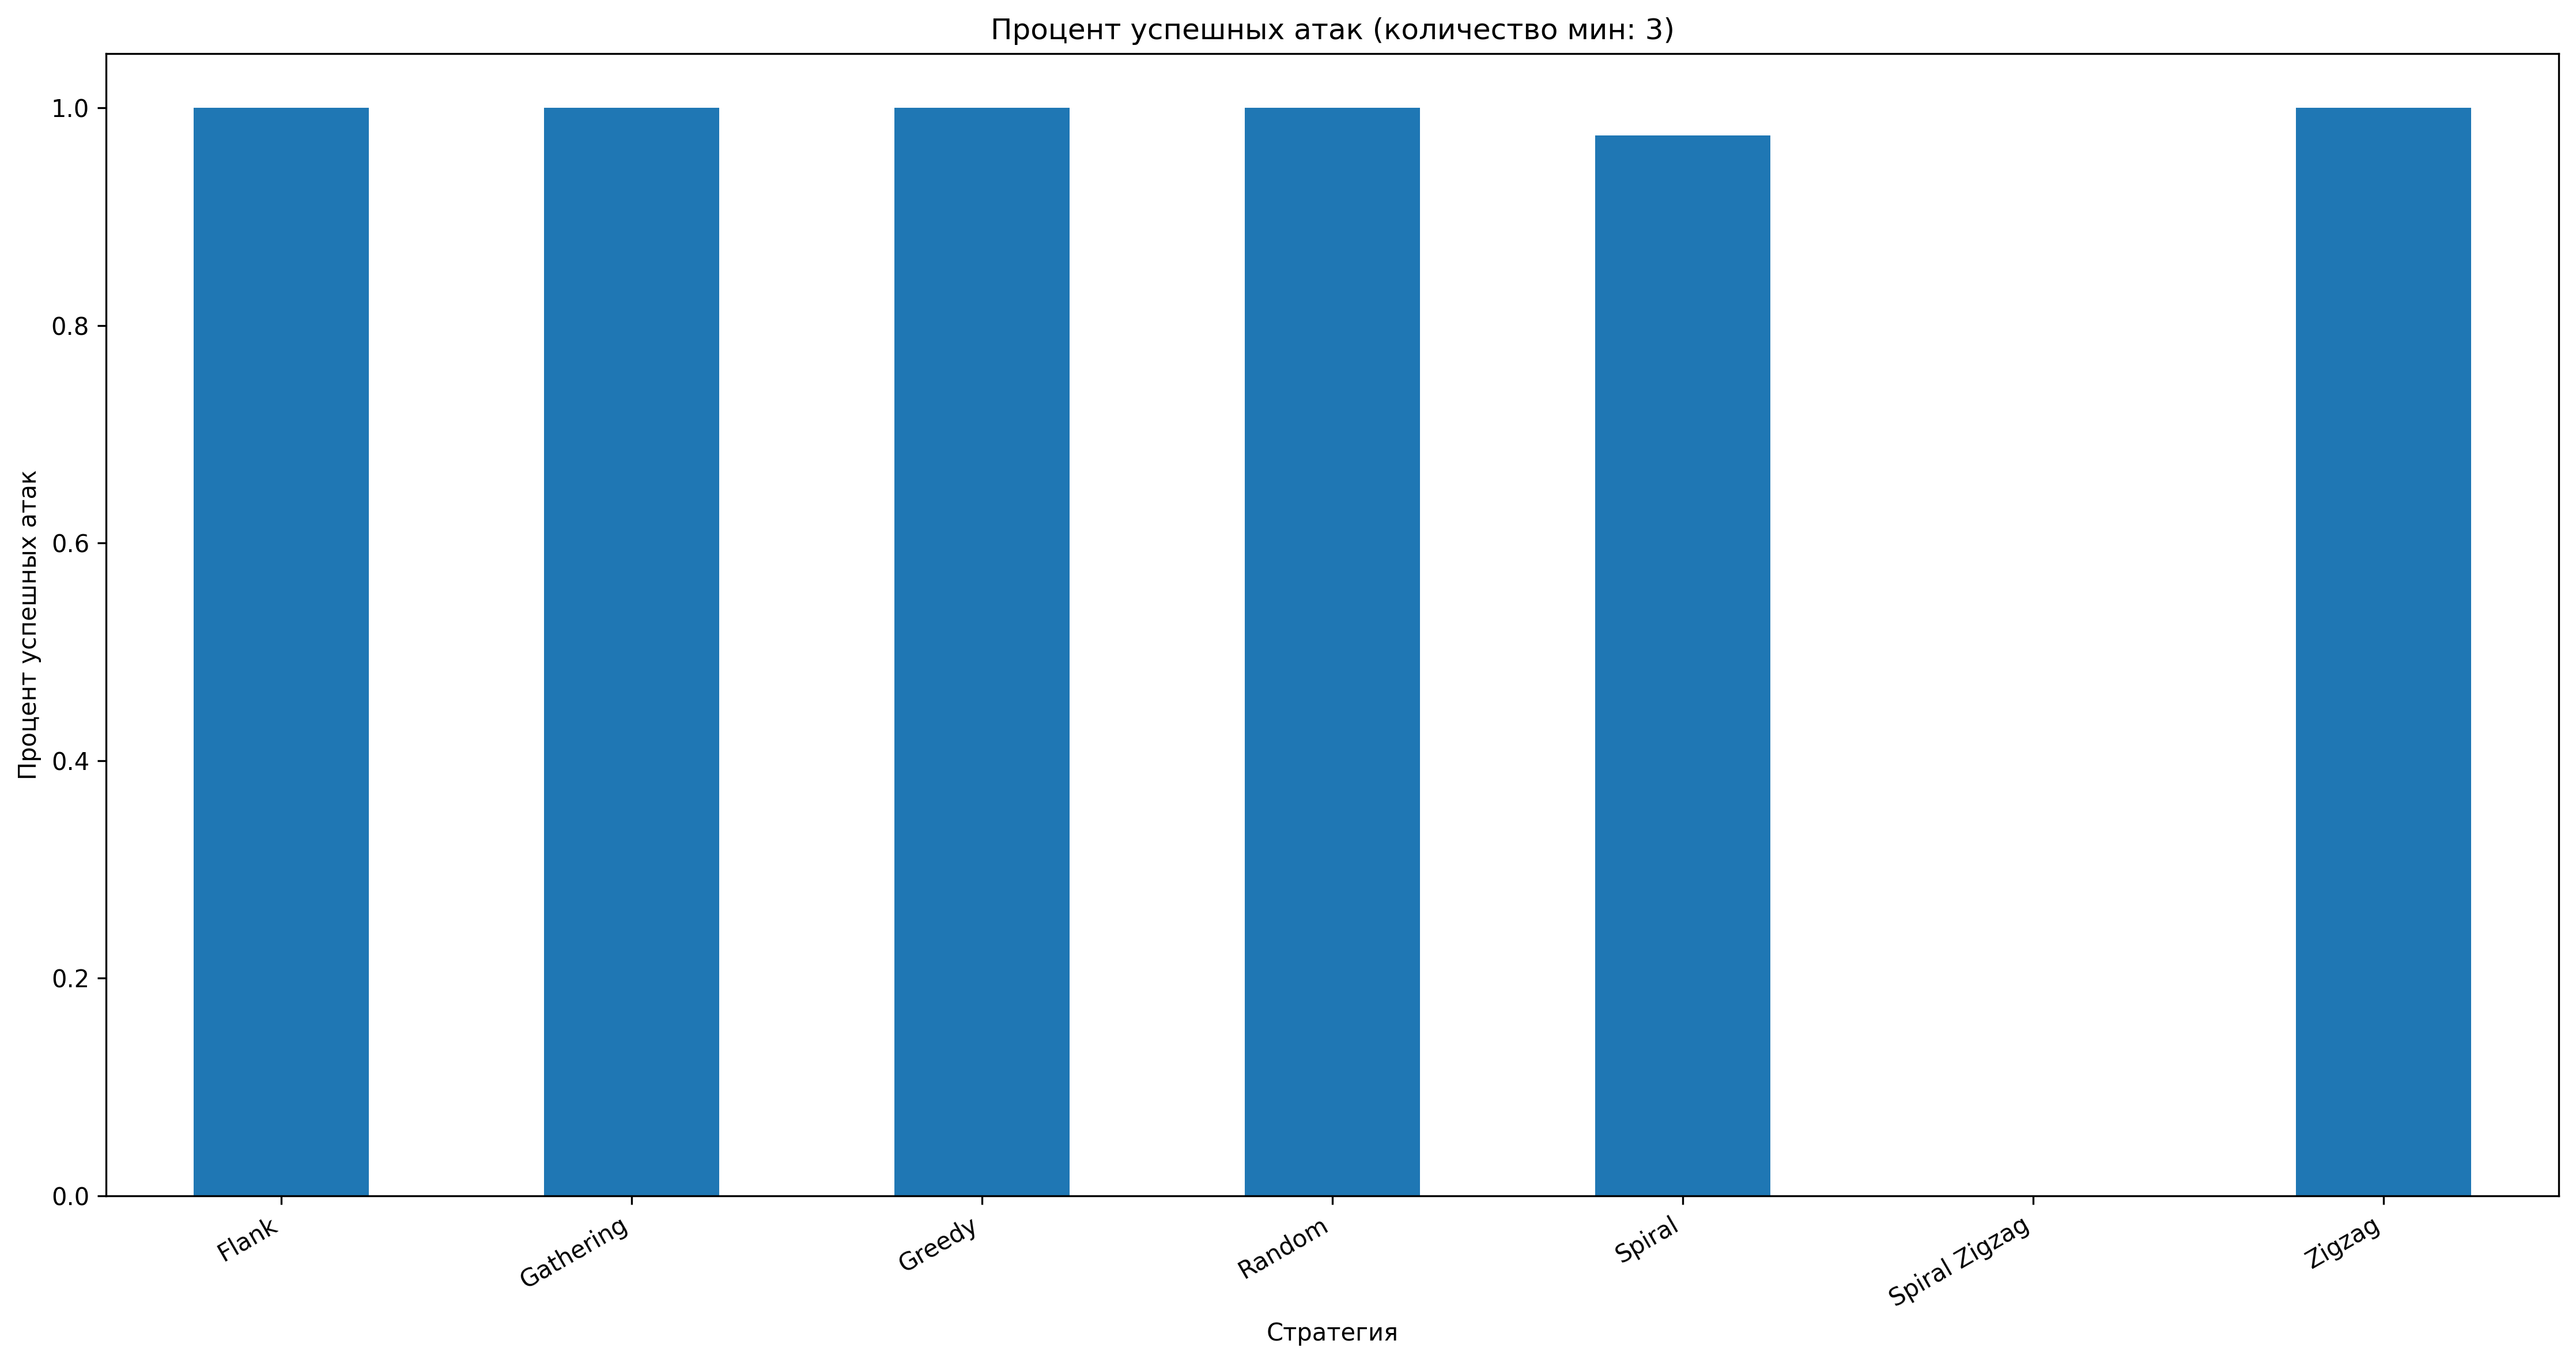 Процент успешных атак (количество мин: 3)
Процент успешных атак
1.0
0.8
0.6
0.4
0.2
0.0
Flank
Gathering
Greedy
Random
Spiral
Spiral Zigzag
Zigzag
Стратегия